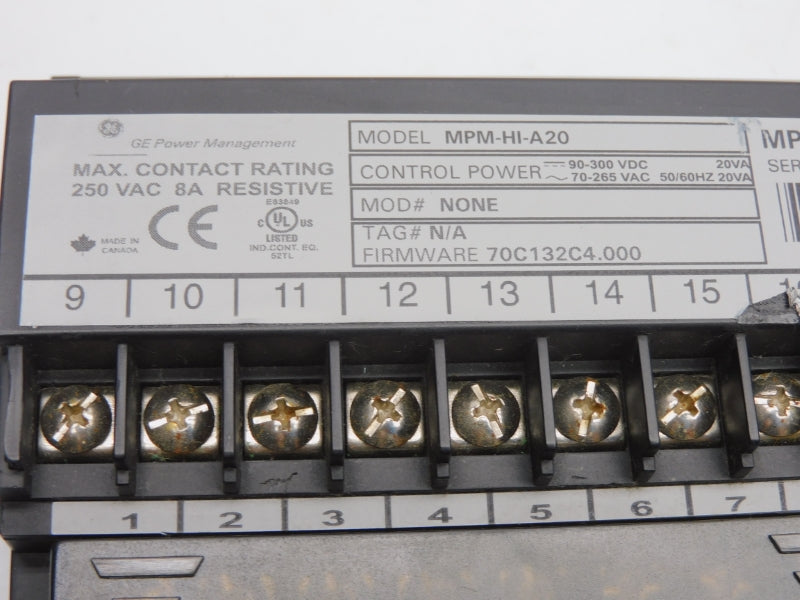 GE Power Management
MAX. CONTACT RATING
250 VAC 8A RESISTIVE
MADE IN
CANADA
CE
E83849
C UL US
LISTED
IND.CONT. EQ.
52TL
MODEL MPM-HI-A20
CONTROL POWER 90-300 VDC 20VA
70-265 VAC 50/60HZ 20VA
MOD# NONE
TAG# N/A
FIRMWARE 70C132C4.000
MP
SER
9 10 11 12 13 14 15
1 2 3 4 5 6 7